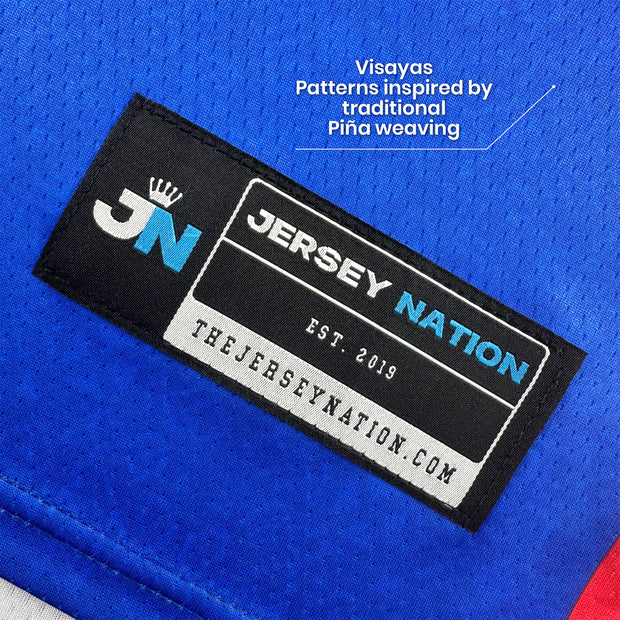 Visayas
Patterns inspired by
traditional
Piña weaving
JN
JERSEY NATION
EST. 2019
THEJERSEYNATION.COM